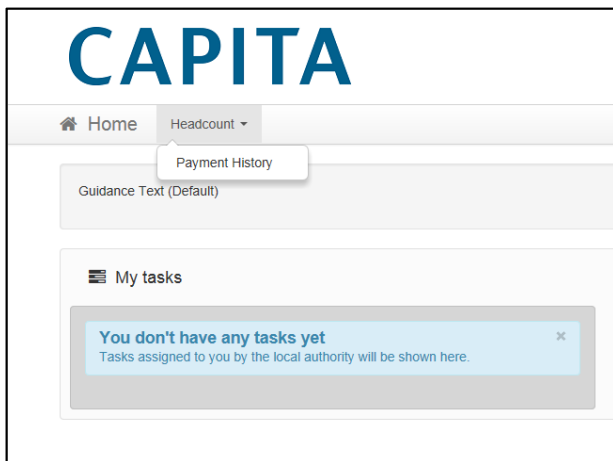 CAPITA
Home Headcount
Payment History
Guidance Text (Default)
My tasks
You don't have any tasks yet
Tasks assigned to you by the local authority will be shown here.